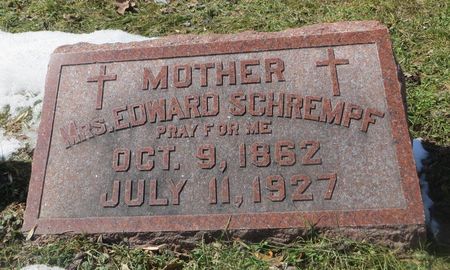 MOTHER
MRS. EDWARD SCHREMPF
PRAY FOR ME
OCT. 9, 1862
JULY 11, 1927